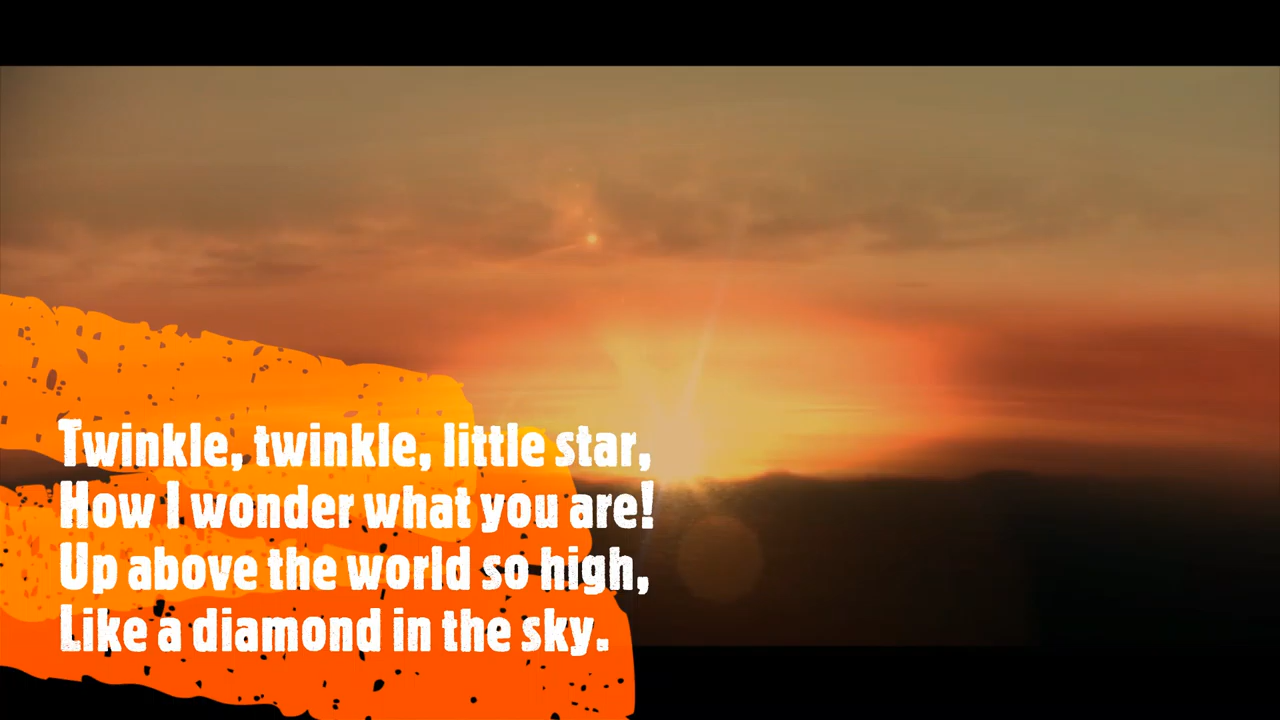 Twinkle, twinkle, little star,
How I wonder what you are!
Up above the world so high,
Like a diamond in the sky.